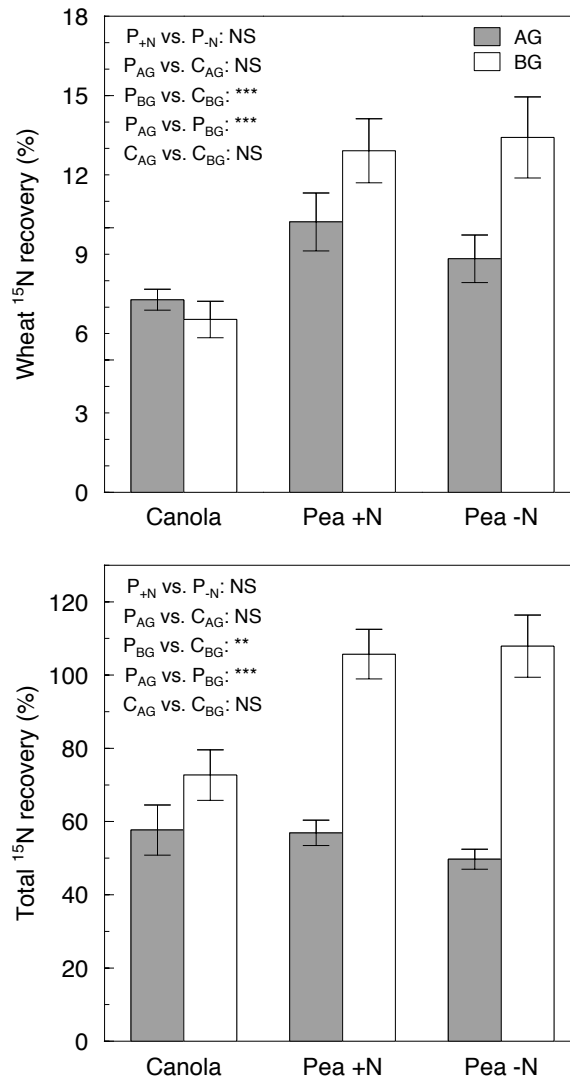 P+N vs. P-N: NS
PAG vs. CAG: NS
PBG vs. CBG: ***
PAG vs. PBG: ***
CAG vs. CBG: NS
AG
BG
Wheat 15N recovery (%)
18
15
12
9
6
3
0
Canola Pea +N Pea -N
P+N vs. P-N: NS
PAG vs. CAG: NS
PBG vs. CBG: **
PAG vs. PBG: ***
CAG vs. CBG: NS
Total 15N recovery (%)
120
100
80
60
40
20
0
Canola Pea +N Pea -N